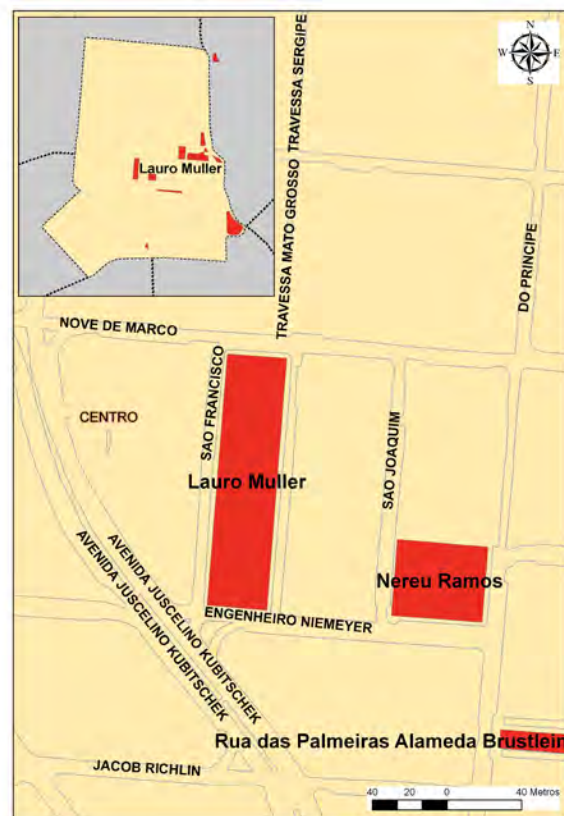 N
W E
S
TRAVESSA SERGIPE
TRAVESSA MATO GROSSO
Lauro Muller
DO PRINCIPE
NOVE DE MARCO
SAO FRANCISCO
CENTRO
SAO JOAQUIM
Lauro Muller
Nereu Ramos
AVENIDA JUSCELINO KUBITSCHEK
AVENIDA JUSCELINO KUBITSCHEK
ENGENHEIRO NIEMEYER
Rua das Palmeiras Alameda Brustlein
JACOB RICHLIN
40 20 0 40 Metros